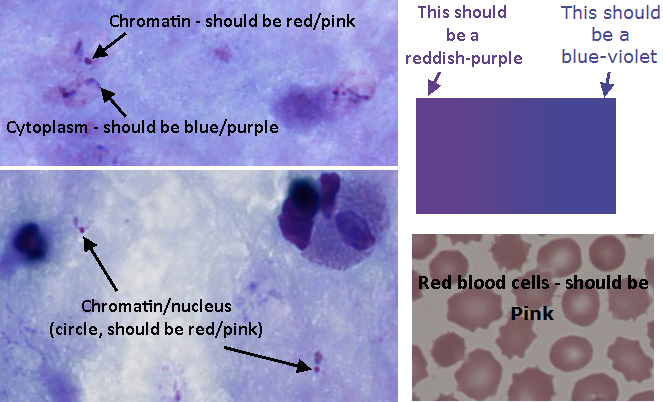 Chromatin - should be red/pink
Cytoplasm - should be blue/purple
Chromatin/nucleus
(circle, should be red/pink)
This should
be a
reddish-purple
This should
be a
blue-violet
Red blood cells - should be
Pink